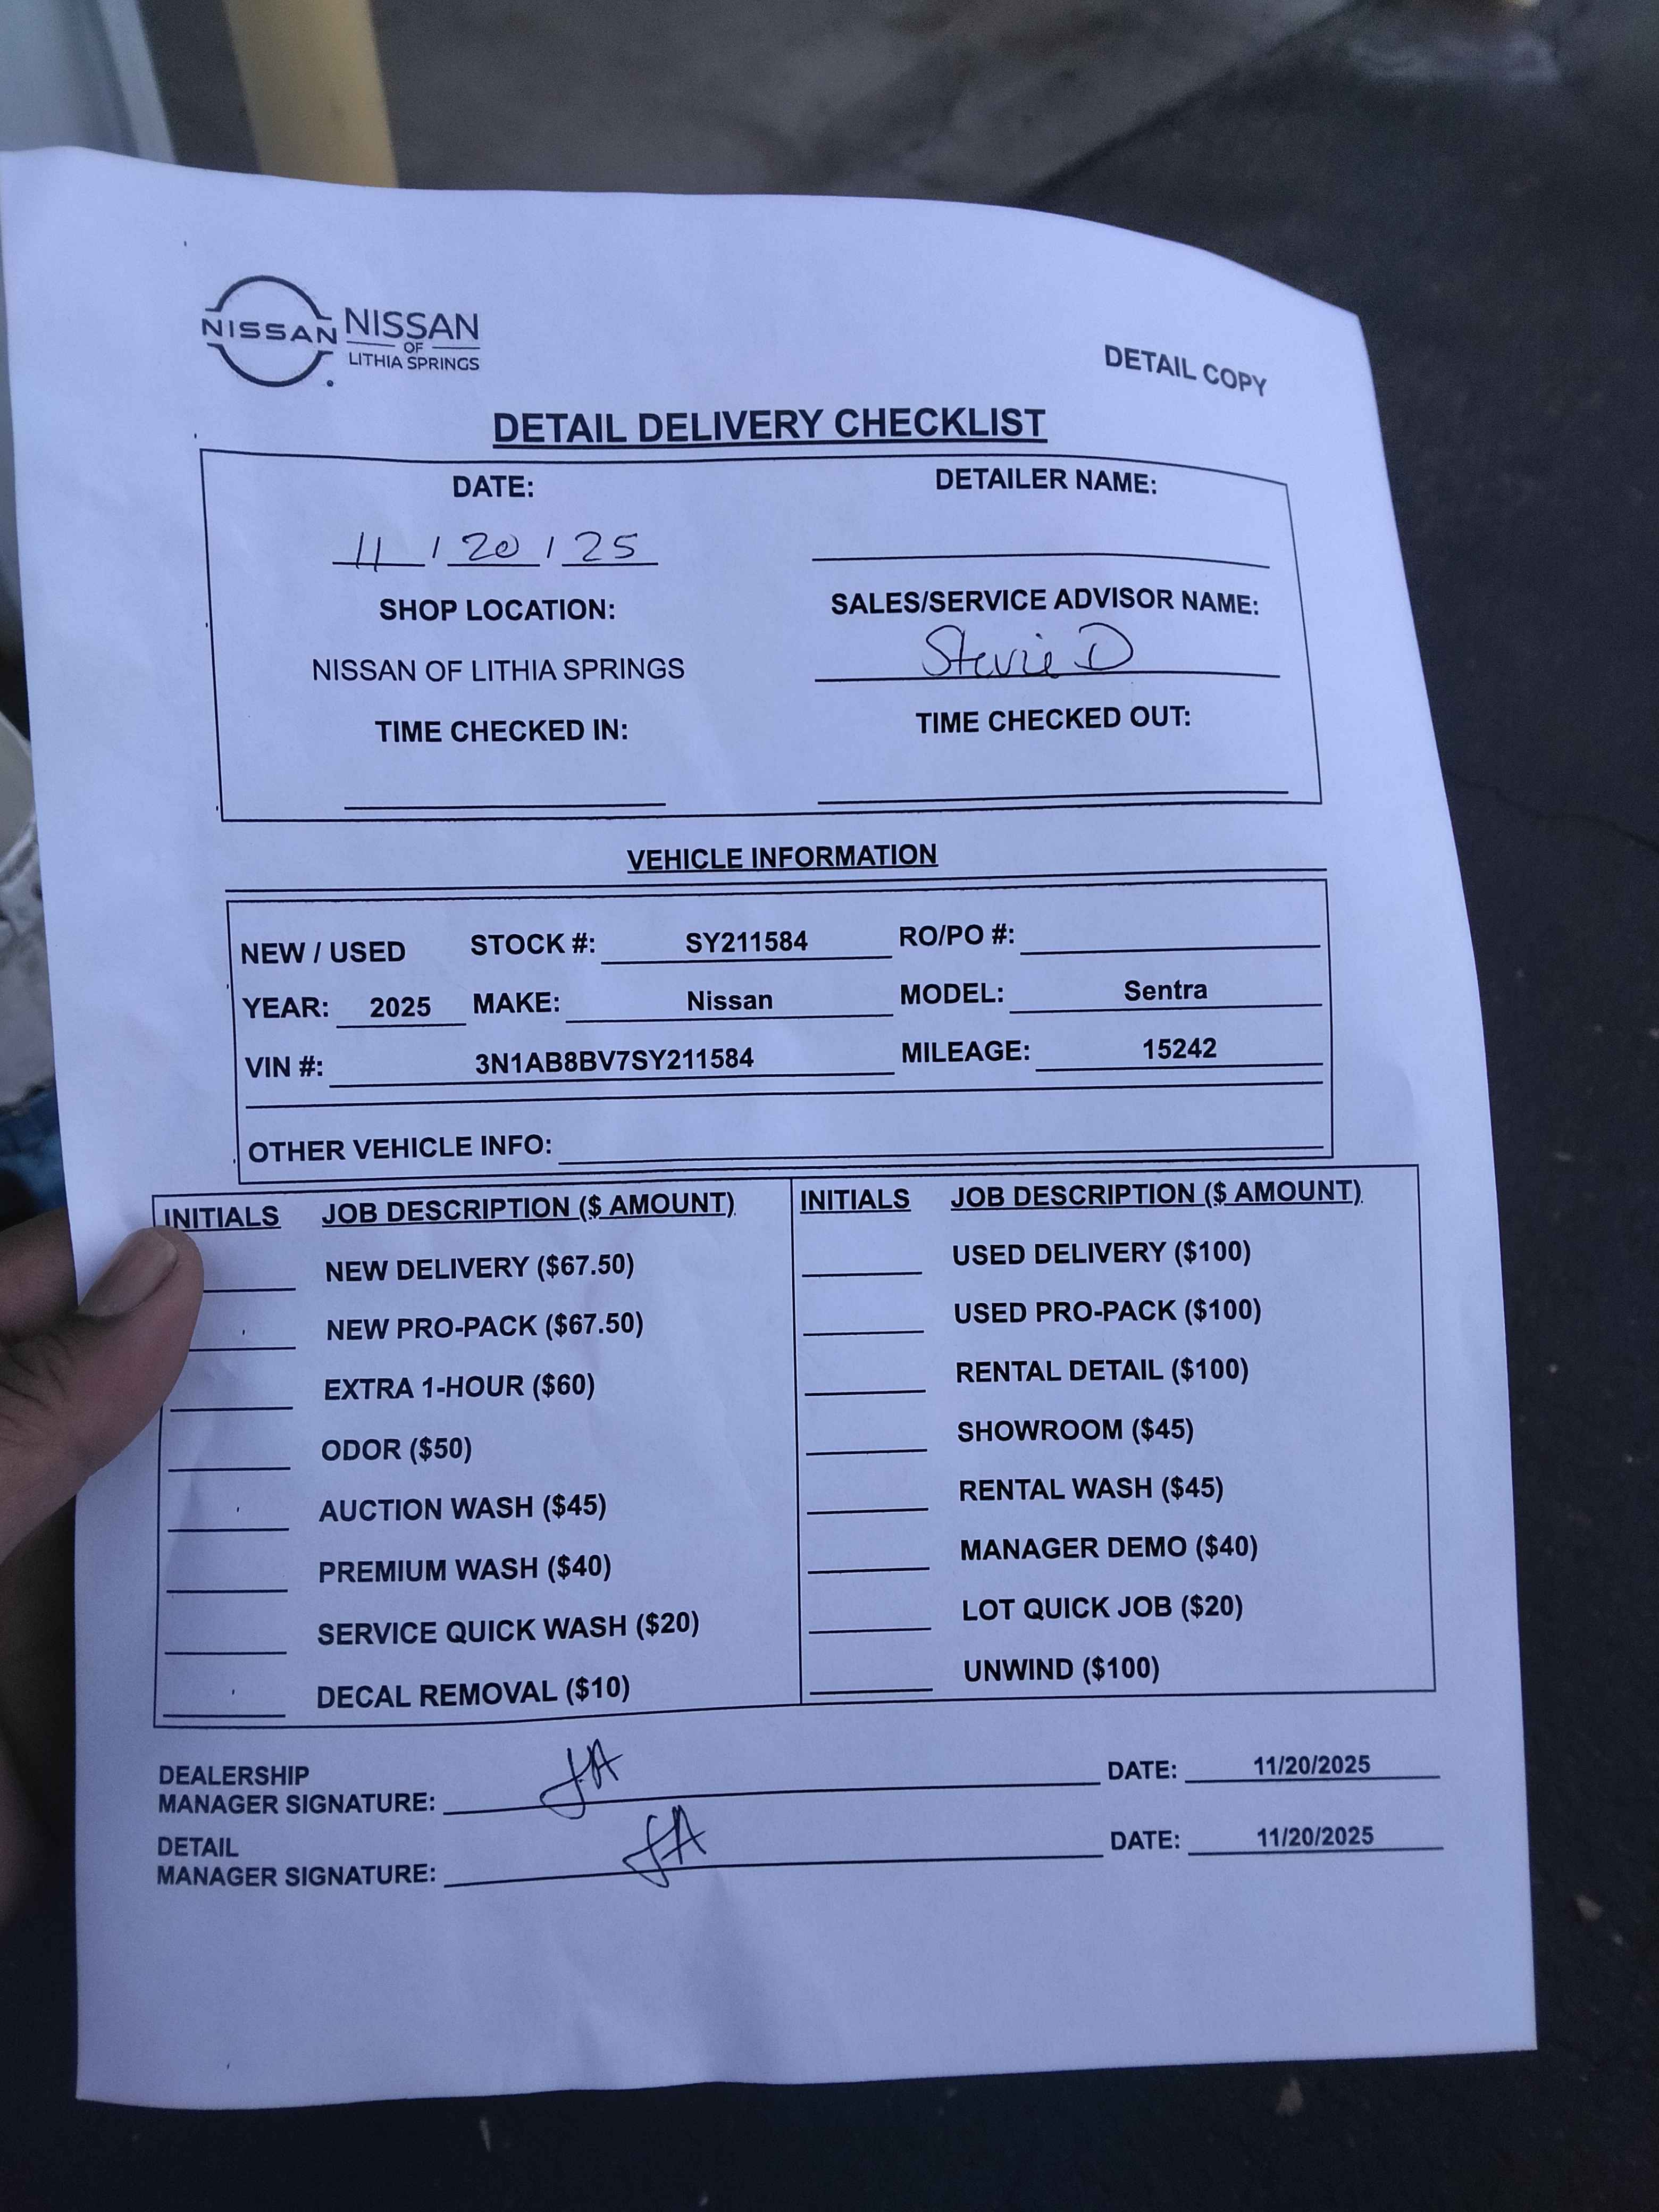 NISSAN
NISSAN
OF
LITHIA SPRINGS
DETAIL COPY
DETAIL DELIVERY CHECKLIST
DATE: DETAILER NAME:
11 / 20 / 25
SHOP LOCATION: SALES/SERVICE ADVISOR NAME:
NISSAN OF LITHIA SPRINGS Stevie D
TIME CHECKED IN: TIME CHECKED OUT:
VEHICLE INFORMATION
NEW / USED STOCK #: SY211584 RO/PO #:
YEAR: 2025 MAKE: Nissan MODEL: Sentra
VIN #: 3N1AB8BV7SY211584 MILEAGE: 15242
OTHER VEHICLE INFO:
INITIALS JOB DESCRIPTION ($ AMOUNT) INITIALS JOB DESCRIPTION ($ AMOUNT)
NEW DELIVERY ($67.50) USED DELIVERY ($100)
NEW PRO-PACK ($67.50) USED PRO-PACK ($100)
EXTRA 1-HOUR ($60) RENTAL DETAIL ($100)
ODOR ($50) SHOWROOM ($45)
AUCTION WASH ($45) RENTAL WASH ($45)
PREMIUM WASH ($40) MANAGER DEMO ($40)
SERVICE QUICK WASH ($20) LOT QUICK JOB ($20)
DECAL REMOVAL ($10) UNWIND ($100)
DEALERSHIP
MANAGER SIGNATURE: DATE: 11/20/2025
DETAIL
MANAGER SIGNATURE: DATE: 11/20/2025